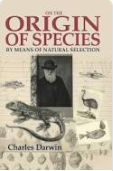 ON THE
ORIGIN OF SPECIES
BY MEANS OF NATURAL SELECTION
Charles Darwin